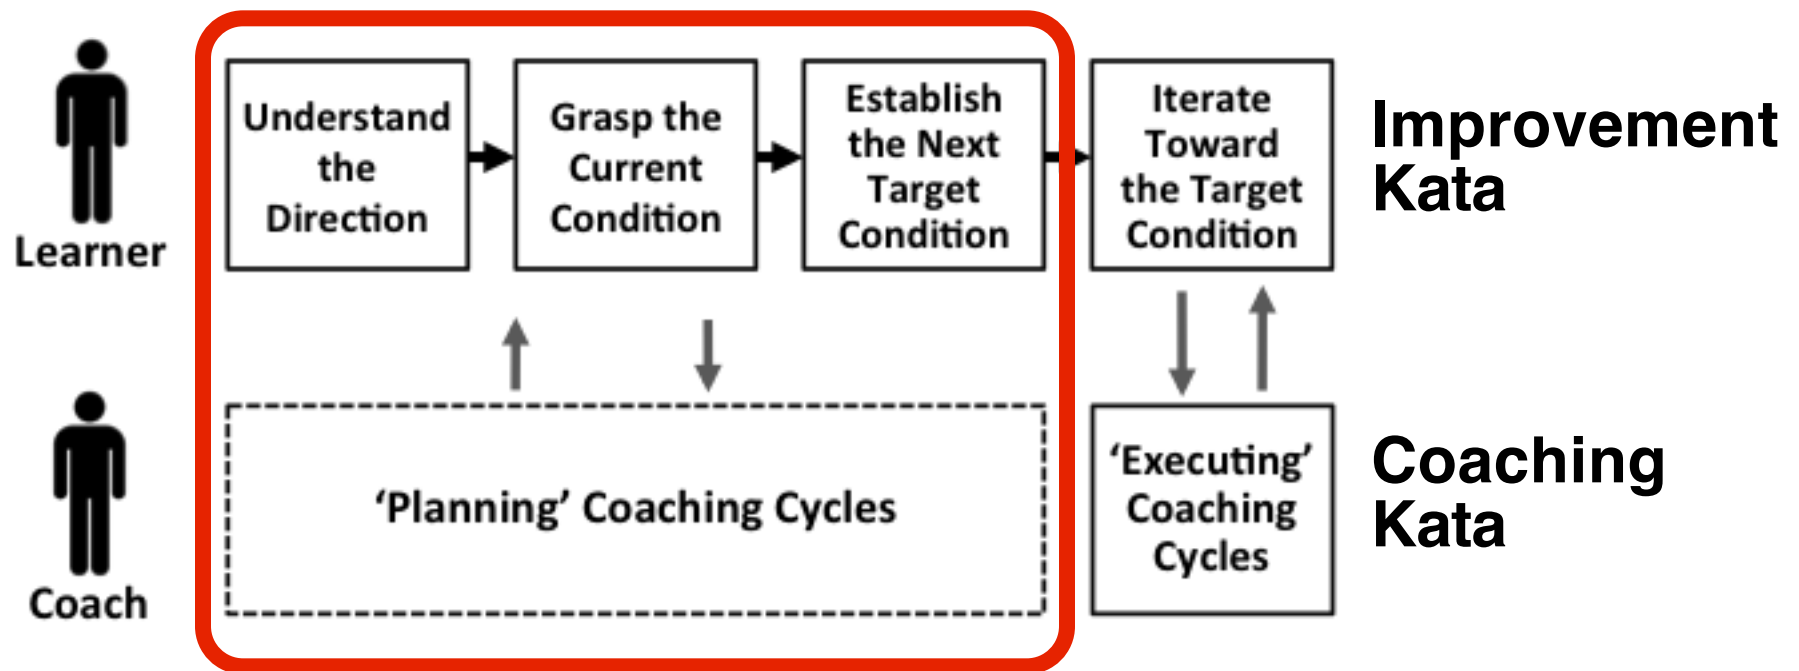 Understand
the
Direction
Grasp the
Current
Condition
Establish
the Next
Target
Condition
Iterate
Toward
the Target
Condition
Improvement
Kata
Learner
‘Planning’ Coaching Cycles
‘Executing’
Coaching
Cycles
Coaching
Kata
Coach